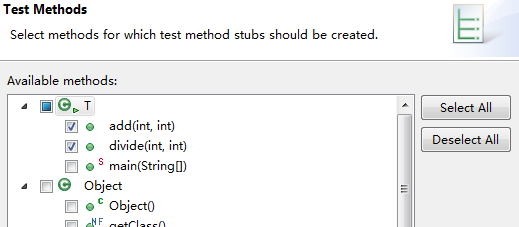 Test Methods
Select methods for which test method stubs should be created.
Available methods:
T
add(int, int)
divide(int, int)
S main(String[])
Object
C Object()
NF getClass()
Select All
Deselect All